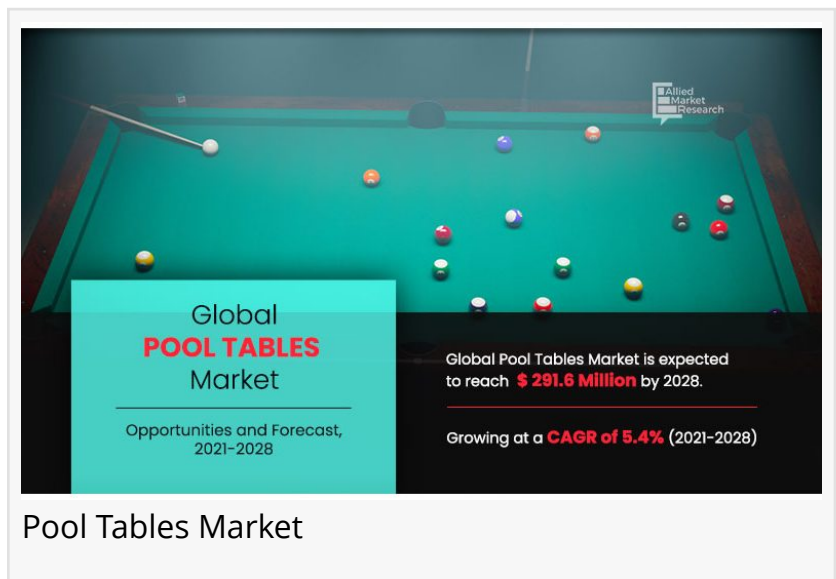 Allied
Market
Research
Global
POOL TABLES
Market
Opportunities and Forecast,
2021-2028
Global Pool Tables Market is expected
to reach $ 291.6 Million by 2028.
Growing at a CAGR of 5.4% (2021-2028)
Pool Tables Market